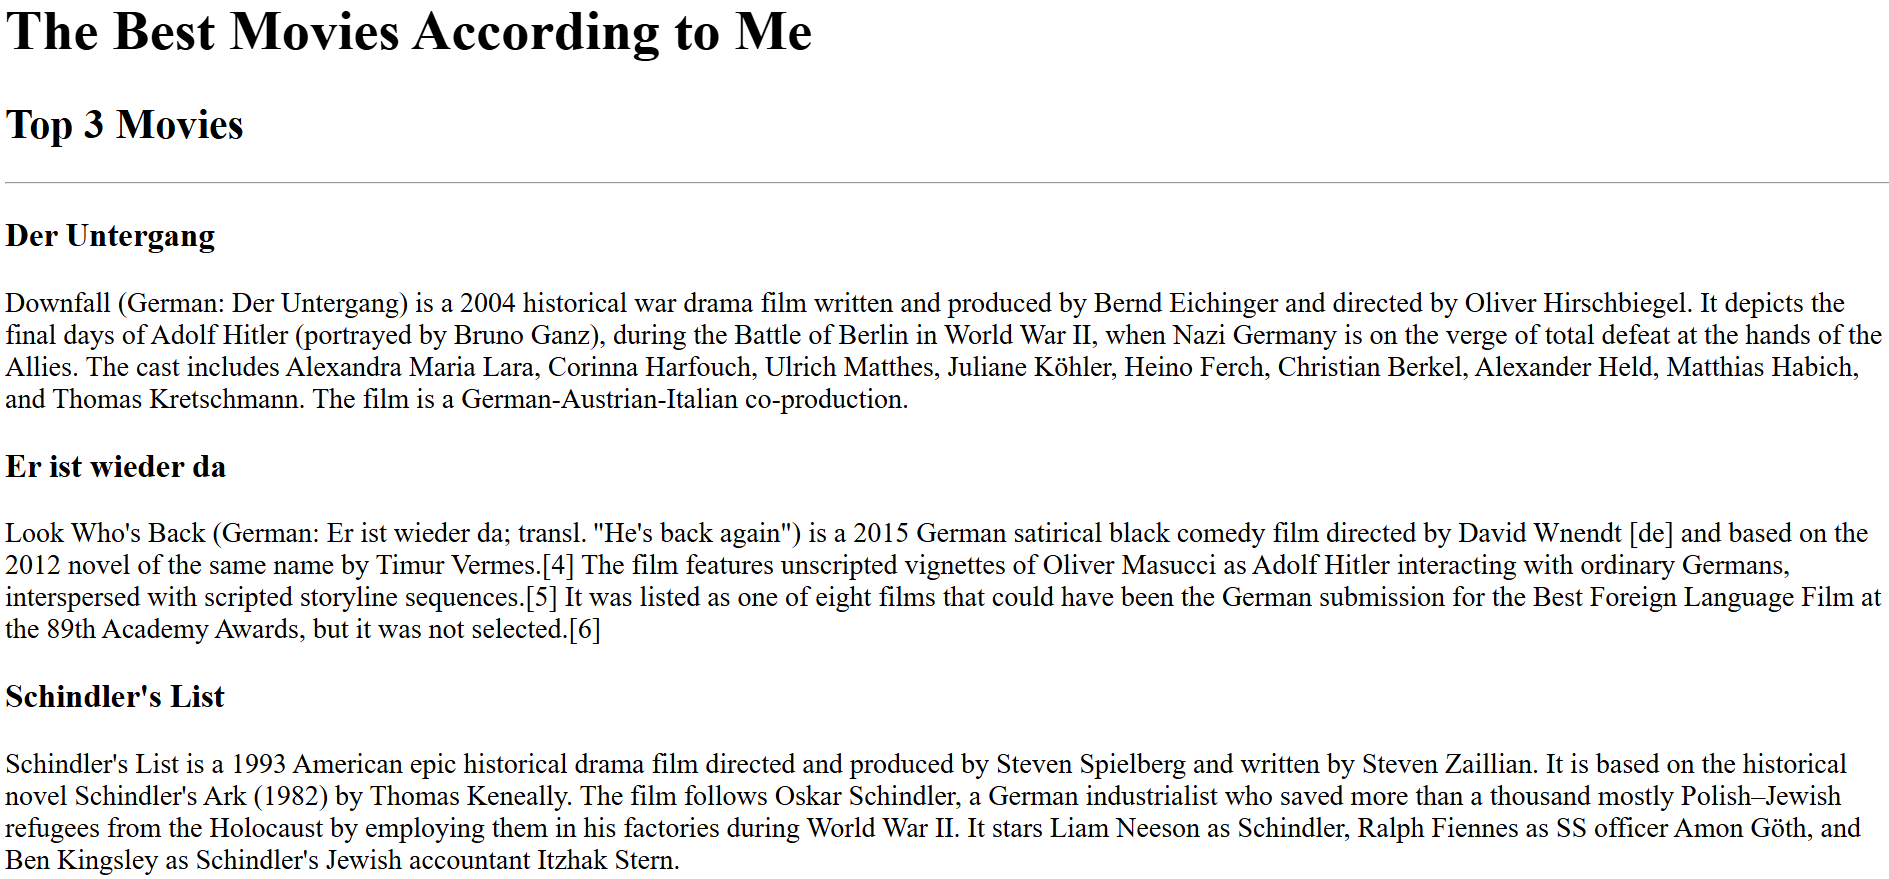 The Best Movies According to Me
Top 3 Movies
Der Untergang
Downfall (German: Der Untergang) is a 2004 historical war drama film written and produced by Bernd Eichinger and directed by Oliver Hirschbiegel. It depicts the
final days of Adolf Hitler (portrayed by Bruno Ganz), during the Battle of Berlin in World War II, when Nazi Germany is on the verge of total defeat at the hands of the
Allies. The cast includes Alexandra Maria Lara, Corinna Harfouch, Ulrich Matthes, Juliane Köhler, Heino Ferch, Christian Berkel, Alexander Held, Matthias Habich,
and Thomas Kretschmann. The film is a German-Austrian-Italian co-production.
Er ist wieder da
Look Who's Back (German: Er ist wieder da; transl. "He's back again") is a 2015 German satirical black comedy film directed by David Wnendt [de] and based on the
2012 novel of the same name by Timur Vermes.[4] The film features unscripted vignettes of Oliver Masucci as Adolf Hitler interacting with ordinary Germans,
interspersed with scripted storyline sequences.[5] It was listed as one of eight films that could have been the German submission for the Best Foreign Language Film at
the 89th Academy Awards, but it was not selected.[6]
Schindler's List
Schindler's List is a 1993 American epic historical drama film directed and produced by Steven Spielberg and written by Steven Zaillian. It is based on the historical
novel Schindler's Ark (1982) by Thomas Keneally. The film follows Oskar Schindler, a German industrialist who saved more than a thousand mostly Polish–Jewish
refugees from the Holocaust by employing them in his factories during World War II. It stars Liam Neeson as Schindler, Ralph Fiennes as SS officer Amon Göth, and
Ben Kingsley as Schindler's Jewish accountant Itzhak Stern.